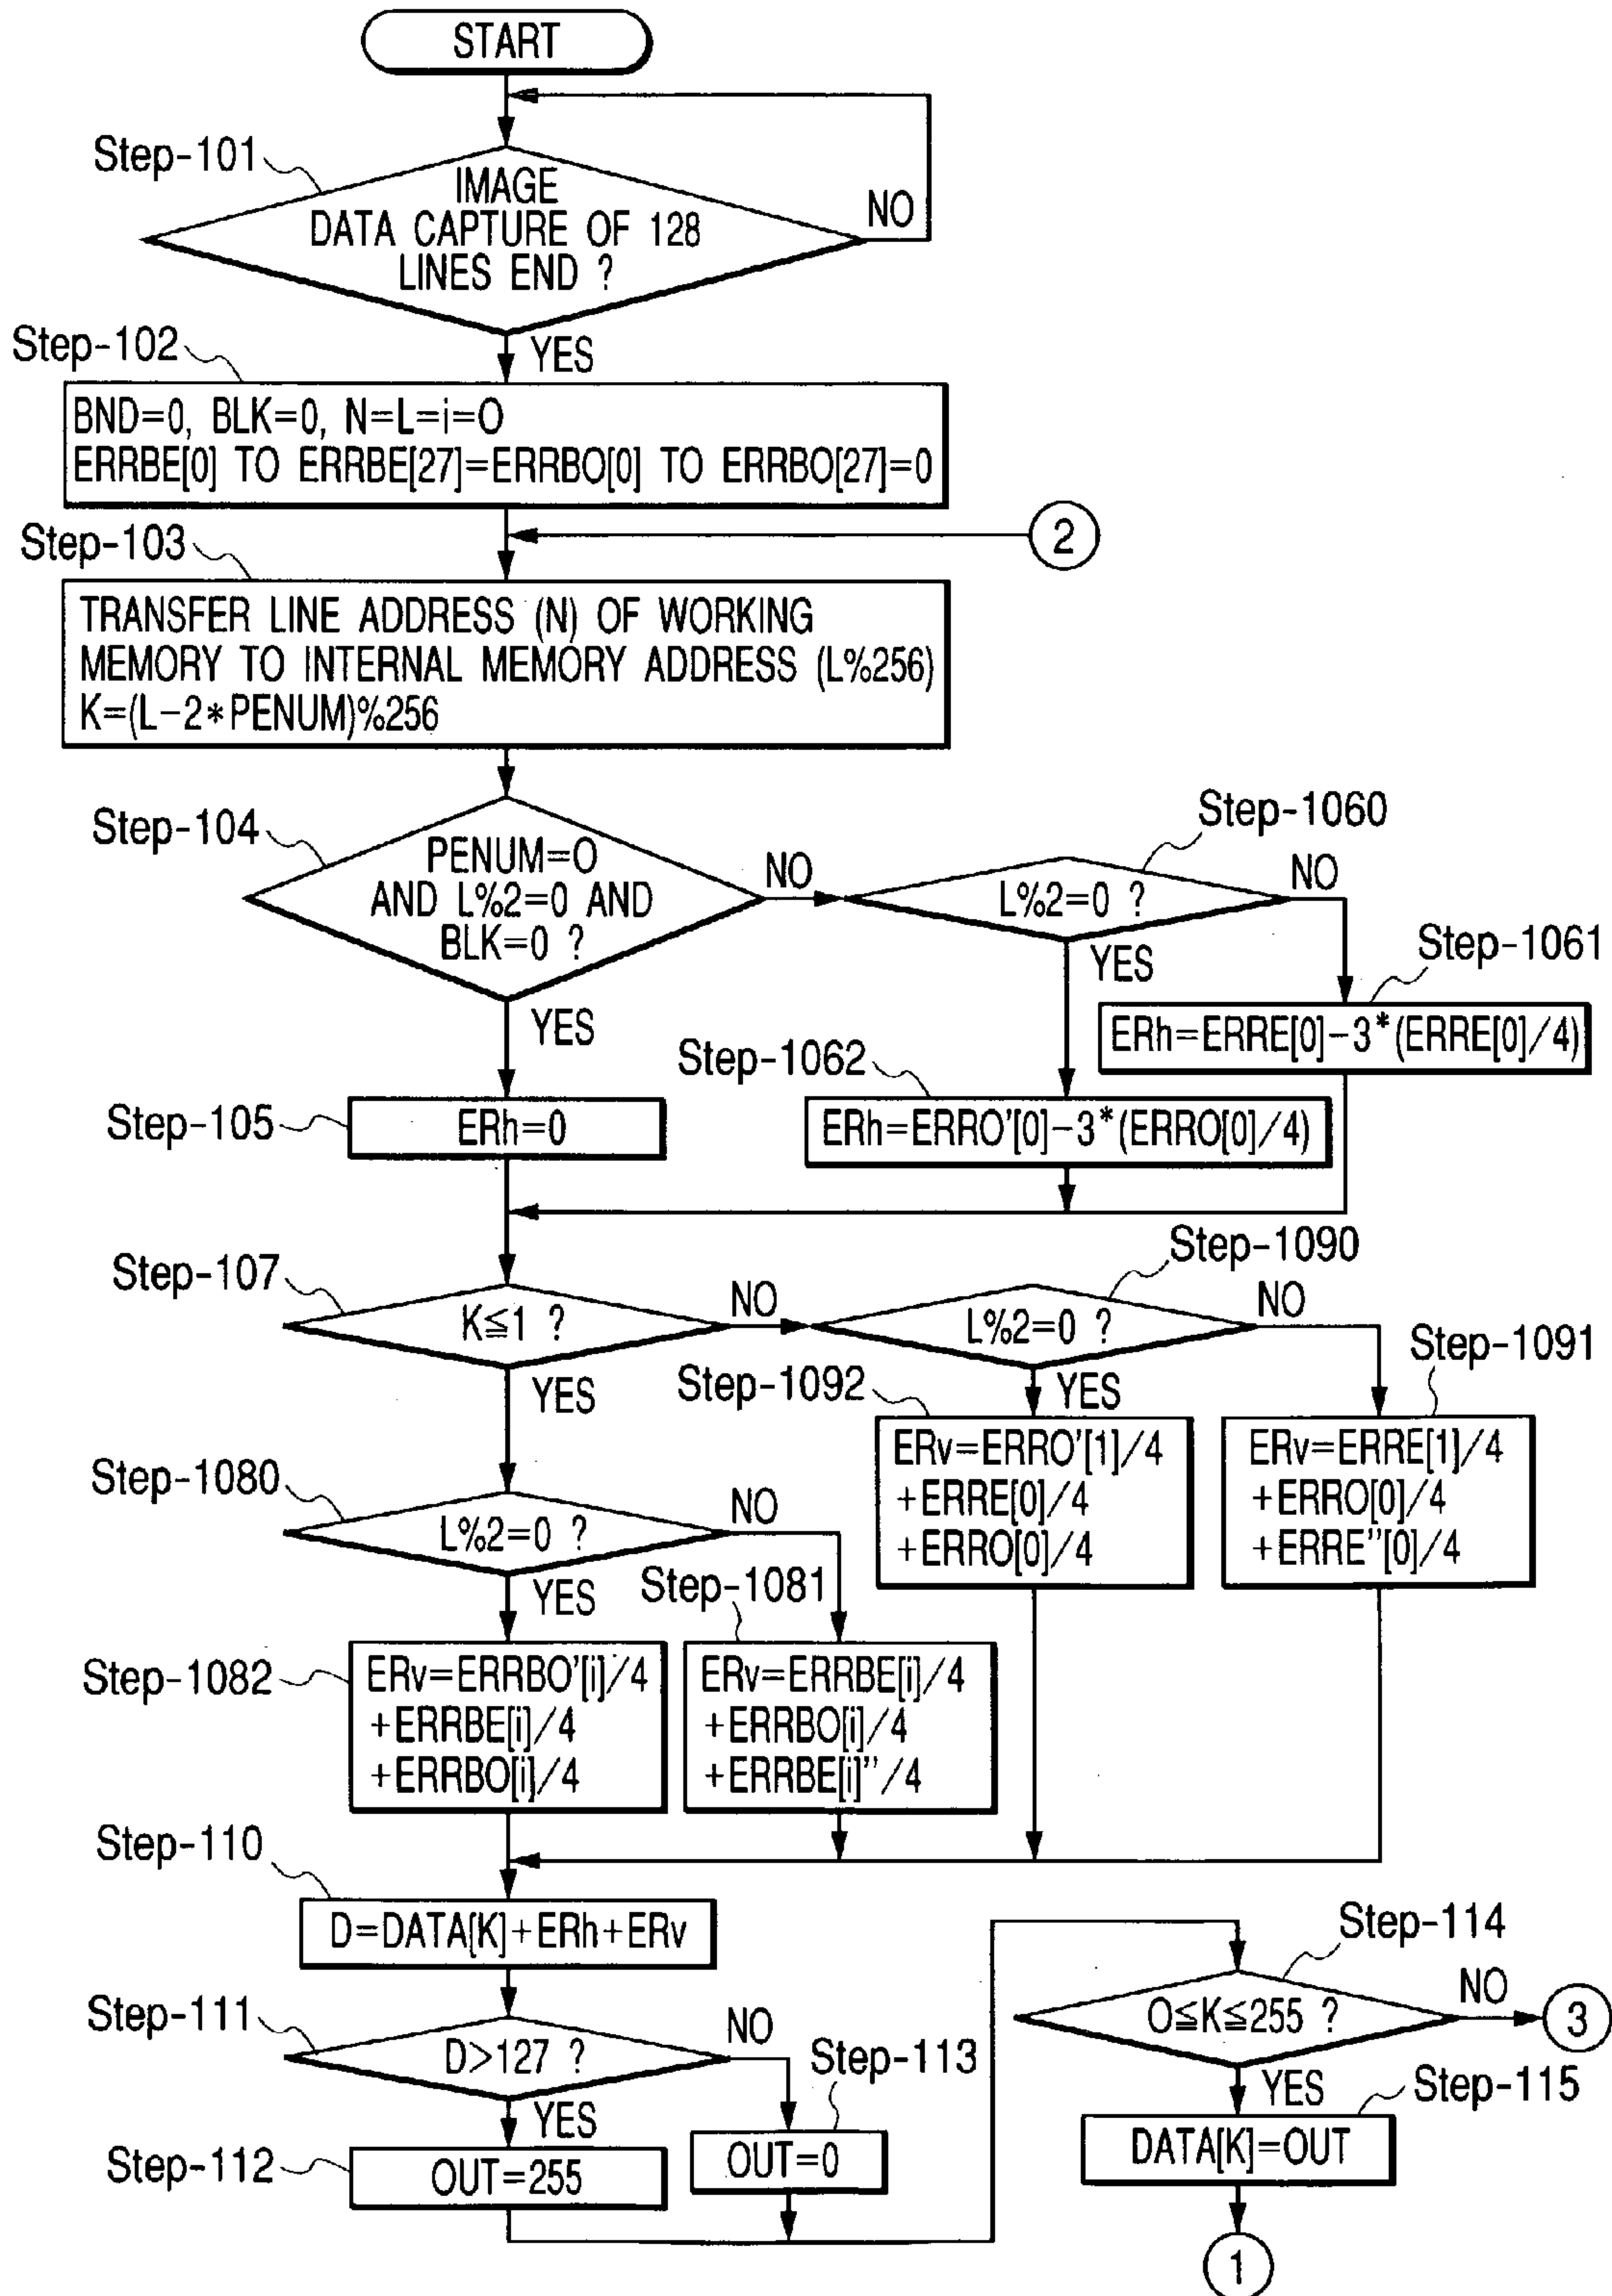 START
Step-101
IMAGE
DATA CAPTURE OF 128
LINES END ?
NO
YES
Step-102
BND=0, BLK=0, N=L=i=O
ERRBE[0] TO ERRBE[27]=ERRBO[0] TO ERRBO[27]=0
2
Step-103
TRANSFER LINE ADDRESS (N) OF WORKING
MEMORY TO INTERNAL MEMORY ADDRESS (L%256)
K=(L-2*PENUM)%256
Step-104
PENUM=O
AND L%2=0 AND
BLK=0 ?
NO
YES
Step-1060
L%2=0 ?
NO
YES
Step-1061
ERh=ERRE[0]-3*(ERRE[0]/4)
Step-1062
ERh=ERRO'[0]-3*(ERRO[0]/4)
Step-105
ERh=0
Step-107
K≦1 ?
NO
YES
Step-1090
L%2=0 ?
NO
YES
Step-1091
ERv=ERRE[1]/4
+ERRO[0]/4
+ERRE"[0]/4
Step-1092
ERv=ERRO'[1]/4
+ERRE[0]/4
+ERRO[0]/4
Step-1080
L%2=0 ?
NO
YES
Step-1081
ERv=ERRBE[i]/4
+ERRBO[i]/4
+ERRBE[i]"/4
Step-1082
ERv=ERRBO'[i]/4
+ERRBE[i]/4
+ERRBO[i]/4
Step-110
D=DATA[K]+ERh+ERv
Step-111
D>127 ?
NO
YES
Step-112
OUT=255
Step-113
OUT=0
Step-114
O≦K≦255 ?
NO
3
YES
Step-115
DATA[K]=OUT
1